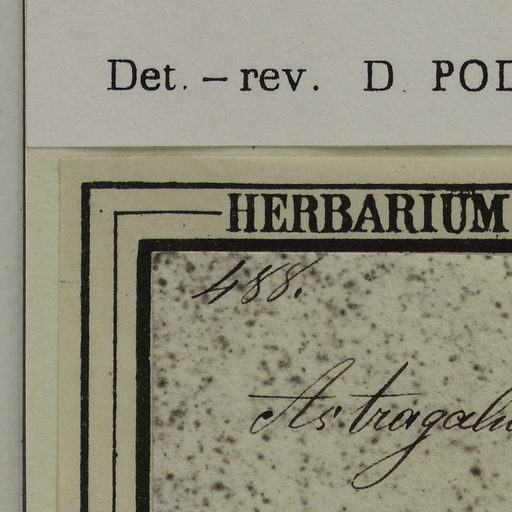 Det. – rev. D. POD
HERBARIUM
488.
Astragalu